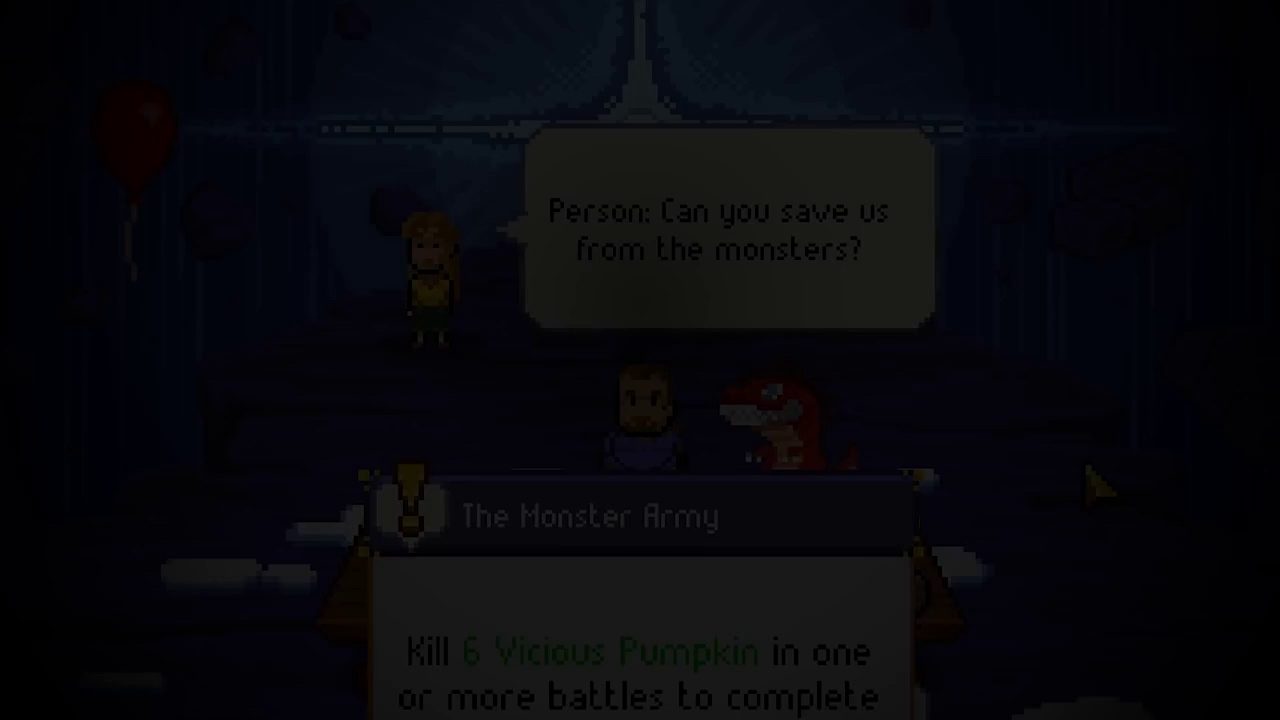 Person: Can you save us
from the monsters?
The Monster Army
Kill 6 Vicious Pumpkin in one
or more battles to complete